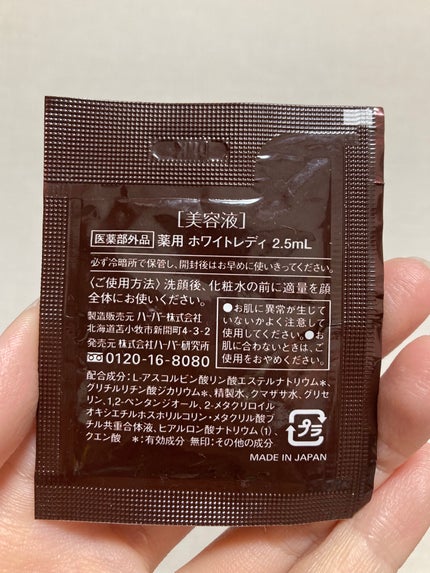 [美容液]
医薬部外品 薬用 ホワイトレディ 2.5mL
必ず冷暗所で保管し、開封後はお早めに使いきってください。
〈ご使用方法〉洗顔後、化粧水の前に適量を顔
全体にお使いください。
製造販売元 ハーバー株式会社
北海道苫小牧市新開町4-3-2
発売元 株式会社ハーバー研究所
0120-16-8080
●お肌に異常が生じて
いないかよく注意して
使用してください。●お
肌に合わないときは、ご
使用をおやめください。
配合成分:L-アスコルビン酸リン酸エステルナトリウム*、
グリチルリチン酸ジカリウム*、精製水、クマザサ水、グリセ
リン、1,2-ペンタンジオール、2-メタクリロイル
オキシエチルホスホリルコリン・メタクリル酸ブ
チル共重合体液、ヒアルロン酸ナトリウム(1)、
クエン酸 *:有効成分 無印:その他の成分
プラ
MADE IN JAPAN